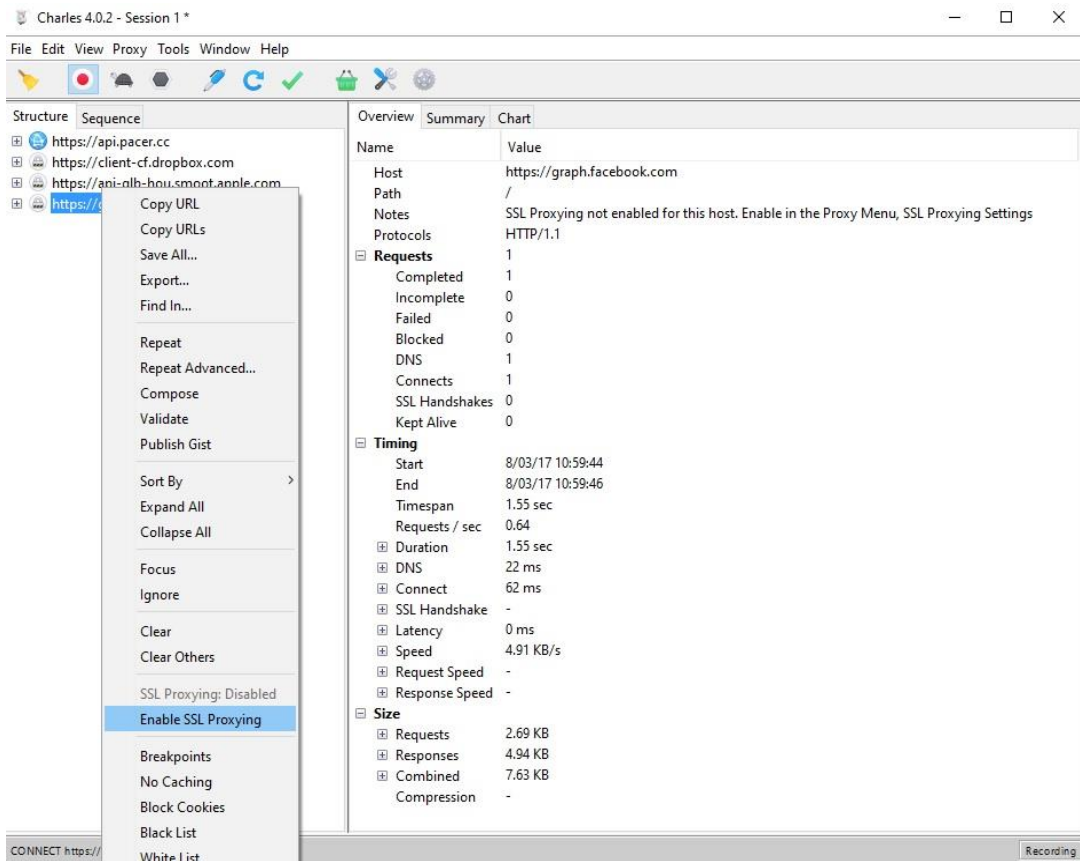 Charles 4.0.2 - Session 1 *
File Edit View Proxy Tools Window Help
Structure Sequence
https://api.pacer.cc
https://client-cf.dropbox.com
https://api-glb-hou.smoot.apple.com
https://
Copy URL
Copy URLs
Save All...
Export...
Find In...
Repeat
Repeat Advanced...
Compose
Validate
Publish Gist
Sort By
Expand All
Collapse All
Focus
Ignore
Clear
Clear Others
SSL Proxying: Disabled
Enable SSL Proxying
Breakpoints
No Caching
Block Cookies
Black List
White List
Overview Summary Chart
Name Value
Host https://graph.facebook.com
Path /
Notes SSL Proxying not enabled for this host. Enable in the Proxy Menu, SSL Proxying Settings
Protocols HTTP/1.1
Requests 1
Completed 1
Incomplete 0
Failed 0
Blocked 0
DNS 1
Connects 1
SSL Handshakes 0
Kept Alive 0
Timing
Start 8/03/17 10:59:44
End 8/03/17 10:59:46
Timespan 1.55 sec
Requests / sec 0.64
Duration 1.55 sec
DNS 22 ms
Connect 62 ms
SSL Handshake -
Latency 0 ms
Speed 4.91 KB/s
Request Speed -
Response Speed -
Size
Requests 2.69 KB
Responses 4.94 KB
Combined 7.63 KB
Compression -
CONNECT https://
Recording